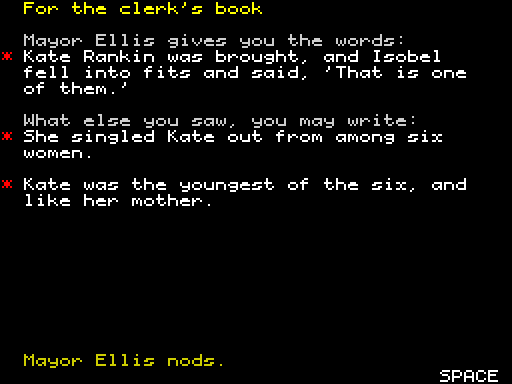 For the clerk's book
Mayor Ellis gives you the words:
* Kate Rankin was brought, and Isobel
fell into fits and said, 'That is one
of them.'
What else you saw, you may write:
* She singled Kate out from among six
women.
* Kate was the youngest of the six, and
like her mother.
Mayor Ellis nods.
SPACE